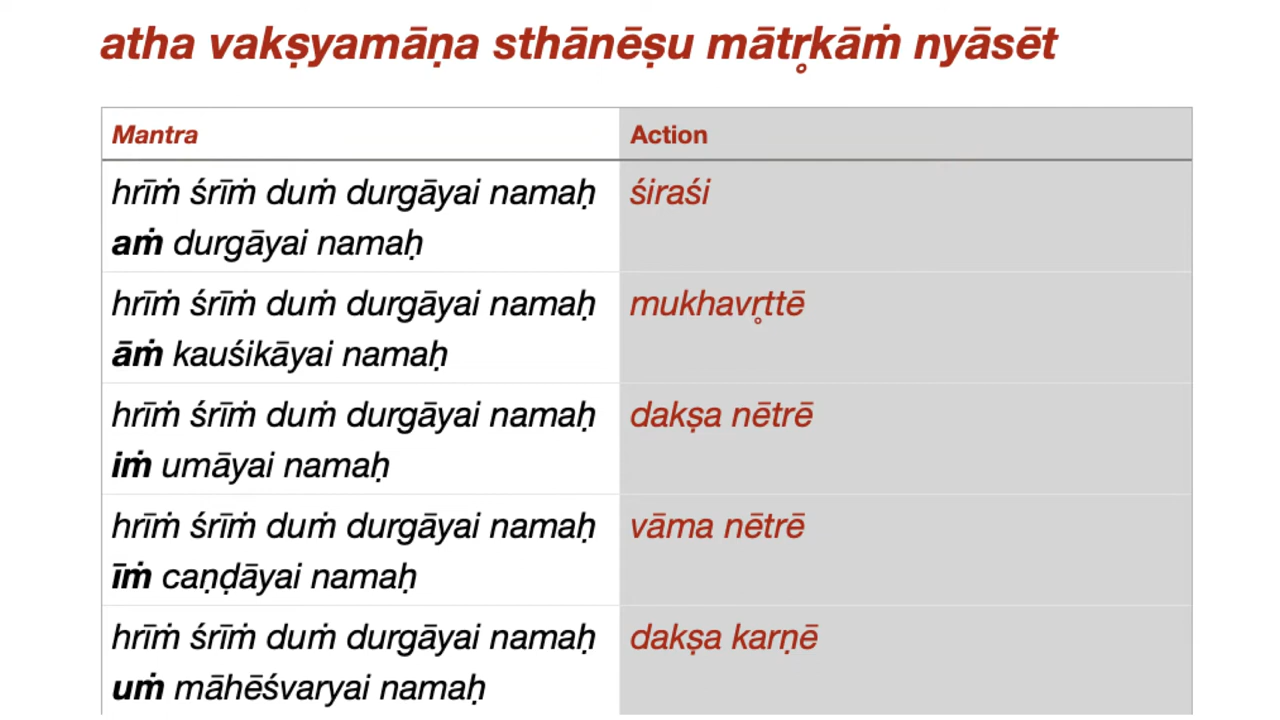 atha vakṣyamāṇa sthānēṣu mātr̥kāṁ nyāsēt
Mantra Action
hrīṁ śrīṁ duṁ durgāyai namaḥ śiraśi
aṁ durgāyai namaḥ
hrīṁ śrīṁ duṁ durgāyai namaḥ mukhavr̥ttē
āṁ kauśikāyai namaḥ
hrīṁ śrīṁ duṁ durgāyai namaḥ dakṣa nētrē
iṁ umāyai namaḥ
hrīṁ śrīṁ duṁ durgāyai namaḥ vāma nētrē
īṁ caṇḍāyai namaḥ
hrīṁ śrīṁ duṁ durgāyai namaḥ dakṣa karṇē
uṁ māhēśvaryai namaḥ